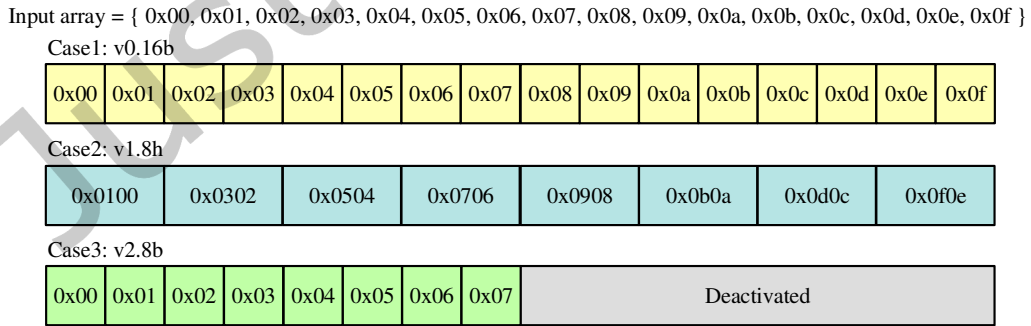 Input array = { 0x00, 0x01, 0x02, 0x03, 0x04, 0x05, 0x06, 0x07, 0x08, 0x09, 0x0a, 0x0b, 0x0c, 0x0d, 0x0e, 0x0f }
Case1: v0.16b
0x00 0x01 0x02 0x03 0x04 0x05 0x06 0x07 0x08 0x09 0x0a 0x0b 0x0c 0x0d 0x0e 0x0f
Case2: v1.8h
0x0100 0x0302 0x0504 0x0706 0x0908 0x0b0a 0x0d0c 0x0f0e
Case3: v2.8b
0x00 0x01 0x02 0x03 0x04 0x05 0x06 0x07 Deactivated
Just